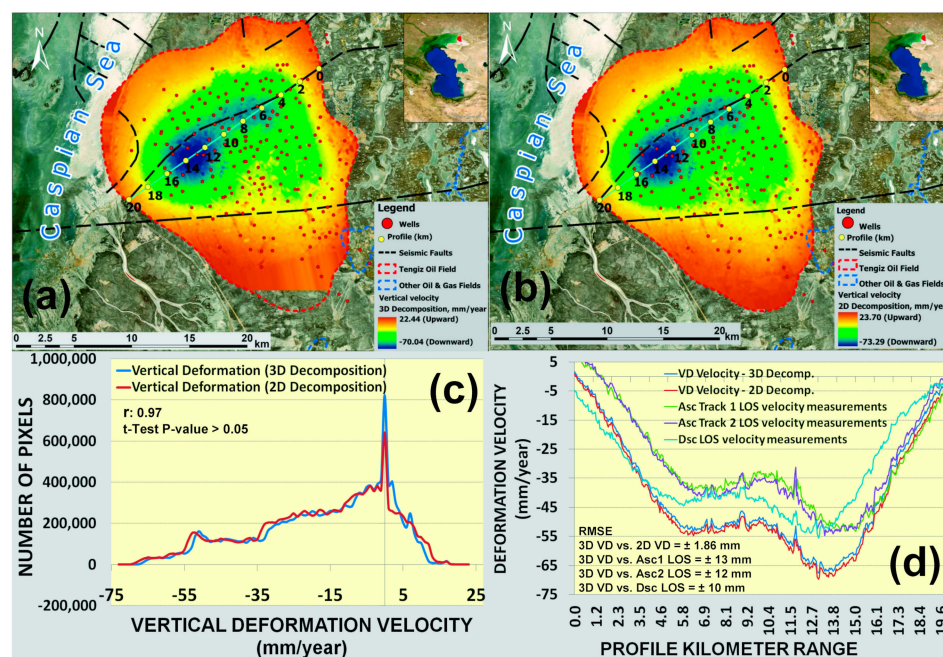 (a)
N
Caspian Sea
0
2
4
6
8
10
12
14
16
18
20
Legend
Wells
Profile (km)
Seismic Faults
Tengiz Oil Field
Other Oil & Gas Fields
Vertical velocity
3D Decomposition, mm/year
22.44 (Upward)
-70.04 (Downward)
0 2.5 5 10 15 20
km
(b)
N
Caspian Sea
0
2
4
6
8
10
12
14
16
18
20
Legend
Wells
Profile (km)
Seismic Faults
Tengiz Oil Field
Other Oil & Gas Fields
Vertical velocity
2D Decomposition, mm/year
23.70 (Upward)
-73.29 (Downward)
0 2.5 5 10 15 20
km
(c)
Vertical Deformation (3D Decomposition)
Vertical Deformation (2D Decomposition)
r: 0.97
t-Test P-value > 0.05
NUMBER OF PIXELS
1,000,000
800,000
600,000
400,000
200,000
0
-200,000
-75 -55 -35 -15 5 25
VERTICAL DEFORMATION VELOCITY
(mm/year)
(d)
DEFORMATION VELOCITY
(mm/year)
5
-5
-15
-25
-35
-45
-55
-65
-75
VD Velocity - 3D Decomp.
VD Velocity - 2D Decomp.
Asc Track 1 LOS velocity measurements
Asc Track 2 LOS velocity measurements
Dsc LOS velocity measurements
RMSE
3D VD vs. 2D VD = ± 1.86 mm
3D VD vs. Asc1 LOS = ± 13 mm
3D VD vs. Asc2 LOS = ± 12 mm
3D VD vs. Dsc LOS = ± 10 mm
0.0 1.2 2.2 3.4 4.6 5.8 6.9 8.1 9.2 10.4 11.5 12.7 13.8 15.0 16.1 17.3 18.4 19.6
PROFILE KILOMETER RANGE